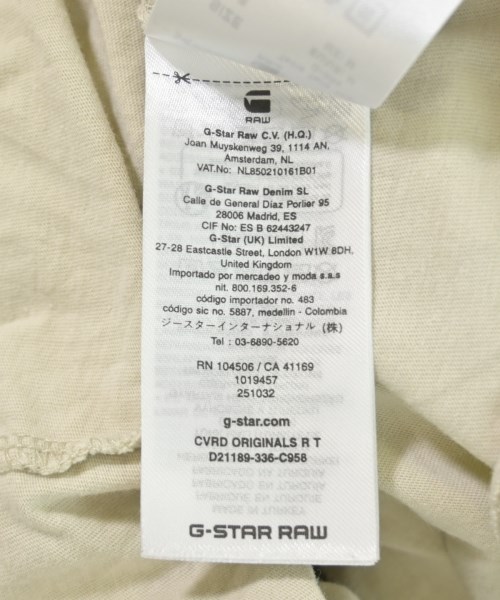 RAW
G-Star Raw C.V. (H.Q.)
Joan Muyskenweg 39, 1114 AN,
Amsterdam, NL
VAT.No: NL850210161B01
G-Star Raw Denim SL
Calle de General Díaz Porlier 95
28006 Madrid, ES
CIF No: ES B 62443247
G-Star (UK) Limited
27-28 Eastcastle Street, London W1W 8DH,
United Kingdom
Importado por mercadeo y moda s.a.s
nit. 800.169.352-6
código importador no. 483
código sic no. 5887, medellin - Colombia
ジースターインターナショナル (株)
Tel : 03-6890-5620
RN 104506 / CA 41169
1019457
251032
g-star.com
CVRD ORIGINALS R T
D21189-336-C958
G-STAR RAW